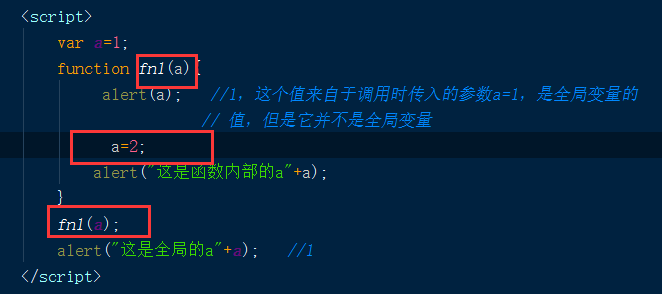 <script>
var a=1;
function fn1(a){
alert(a);   //1，这个值来自于调用时传入的参数a=1，是全局变量的
// 值，但是它并不是全局变量
a=2;
alert("这是函数内部的a"+a);
}
fn1(a);
alert("这是全局的a"+a);   //1
</script>